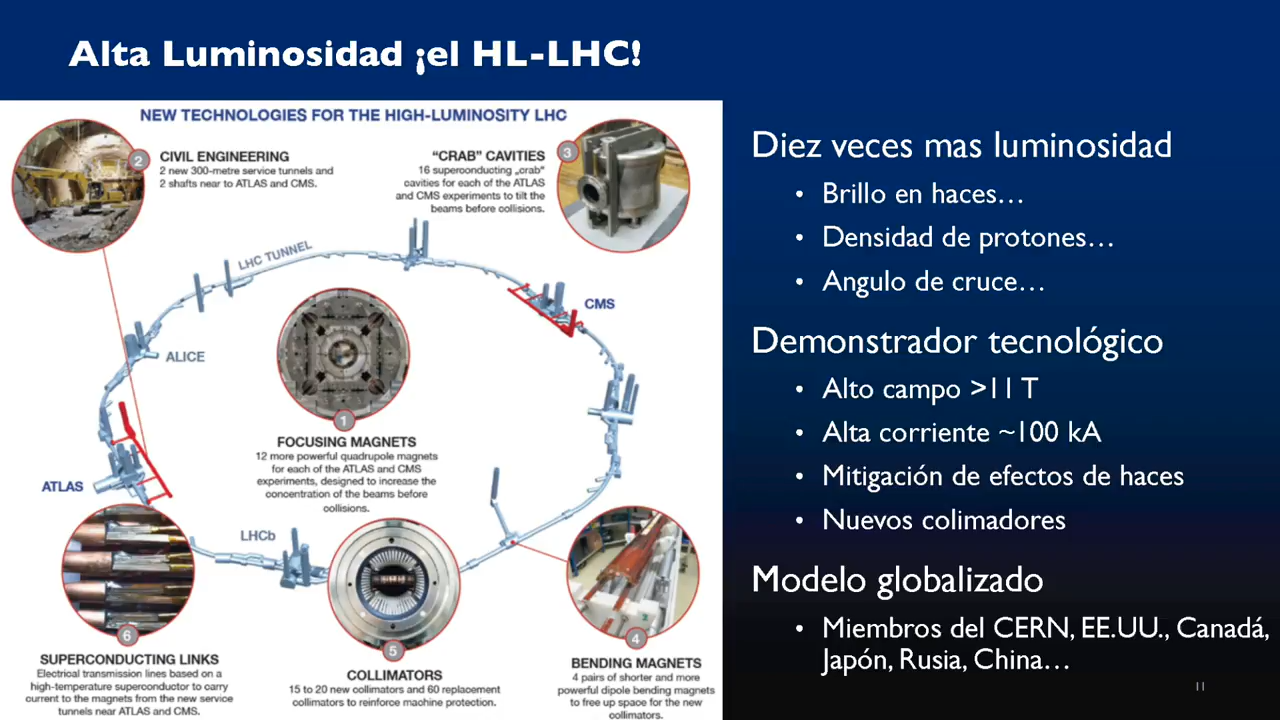 Alta Luminosidad ¡el HL-LHC!
NEW TECHNOLOGIES FOR THE HIGH-LUMINOSITY LHC
2
CIVIL ENGINEERING
2 new 300-metre service tunnels and
2 shafts near to ATLAS and CMS.
"CRAB" CAVITIES
16 superconducting „crab"
cavities for each of the ATLAS
and CMS experiments to tilt the
beams before collisions.
3
LHC TUNNEL
CMS
ALICE
1
FOCUSING MAGNETS
12 more powerful quadrupole magnets
for each of the ATLAS and CMS
experiments, designed to increase the
concentration of the beams before
collisions.
ATLAS
LHCb
6
SUPERCONDUCTING LINKS
Electrical transmission lines based on a
high-temperature superconductor to carry
current to the magnets from the new service
tunnels near ATLAS and CMS.
5
COLLIMATORS
15 to 20 new collimators and 60 replacement
collimators to reinforce machine protection.
4
BENDING MAGNETS
4 pairs of shorter and more
powerful dipole bending magnets
to free up space for the new
collimators.
Diez veces mas luminosidad
• Brillo en haces…
• Densidad de protones…
• Angulo de cruce…
Demonstrador tecnológico
• Alto campo >11 T
• Alta corriente ~100 kA
• Mitigación de efectos de haces
• Nuevos colimadores
Modelo globalizado
• Miembros del CERN, EE.UU., Canadá,
Japón, Rusia, China…
11